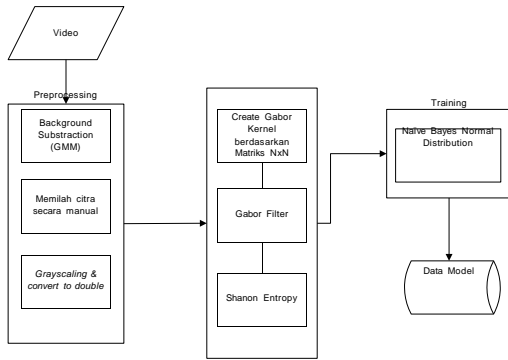 Video
Preprocessing
Background
Substraction
(GMM)
Memilah citra
secara manual
Grayscaling &
convert to double
Create Gabor
Kernel
berdasarkan
Matriks NxN
Gabor Filter
Shanon Entropy
Training
Naïve Bayes Normal
Distribution
Data Model